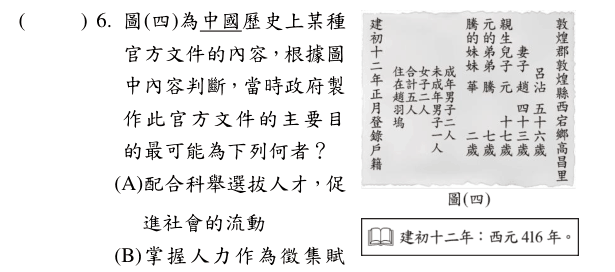 (　　) 6. 圖(四)為中國歷史上某種
官方文件的內容，根據圖
中內容判斷，當時政府製
作此官方文件的主要目
的最可能為下列何者？
(A)配合科舉選拔人才，促
進社會的流動
(B)掌握人力作為徵集賦
敦煌郡敦煌縣西宕鄉高昌里
呂沾　五十六歲
妻子　趙　四十三歲
親生兒子　元　十七歲
元的弟弟　騰　七歲
騰的妹妹　華　二歲
成年男子二人
未成年男子一人
女子二人
合計五人
住在趙羽塢
建初十二年正月登錄戶籍
圖(四)
建初十二年：西元 416 年。